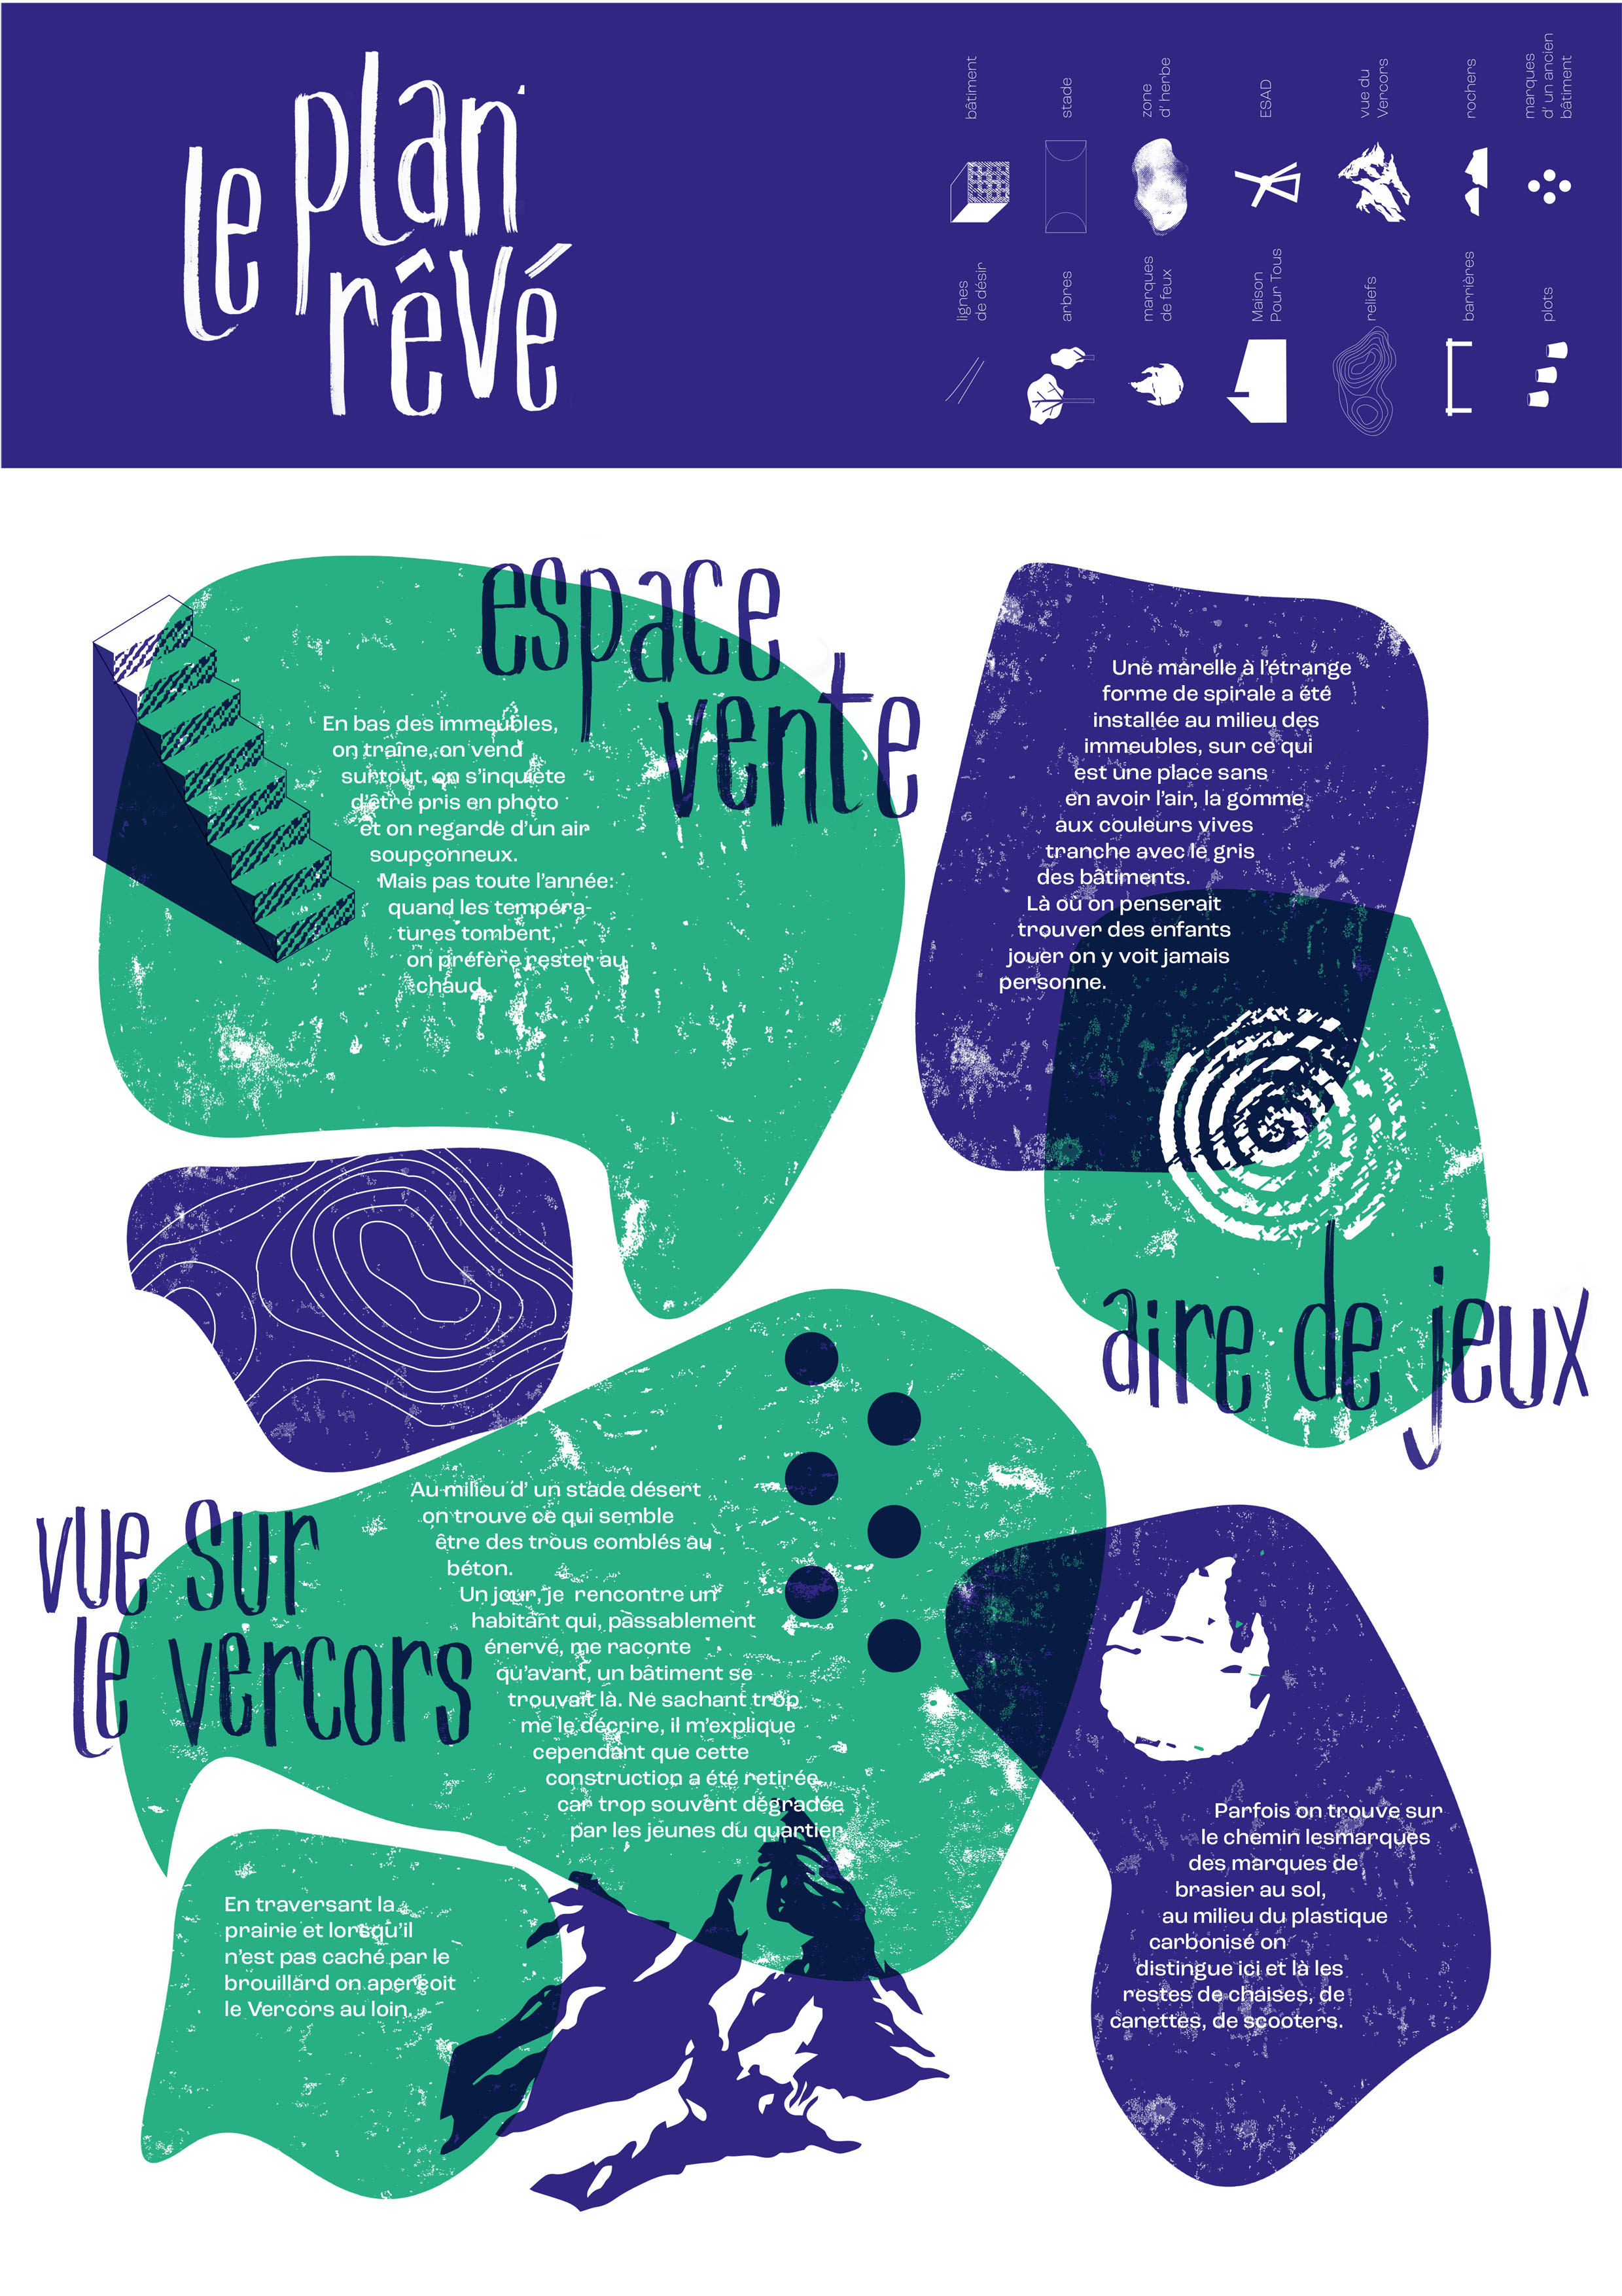 le plan
rêvé
bâtiment
stade
zone
d' herbe
ESAD
vue du
Vercors
rochers
marques
d' un ancien
bâtiment
lignes
de désir
arbres
marques
de feux
Maison
Pour Tous
reliefs
barrières
plots
espace
vente
En bas des immeubles,
on traîne, on vend
surtout, on s'inquiète
d'être pris en photo
et on regarde d'un air
soupçonneux.
Mais pas toute l'année:
quand les tempéra-
tures tombent,
on préfère rester au
chaud.
Une marelle à l'étrange
forme de spirale a été
installée au milieu des
immeubles, sur ce qui
est une place sans
en avoir l'air, la gomme
aux couleurs vives
tranche avec le gris
des bâtiments.
Là où on penserait
trouver des enfants
jouer on y voit jamais
personne.
aire de jeux
Au milieu d' un stade désert
on trouve ce qui semble
être des trous comblés au
béton.
Un jour, je rencontre un
habitant qui, passablement
énervé, me raconte
qu'avant, un bâtiment se
trouvait là. Ne sachant trop
me le décrire, il m'explique
cependant que cette
construction a été retirée
car trop souvent dégradée
par les jeunes du quartier.
vue sur
le vercors
En traversant la
prairie et lorsqu'il
n'est pas caché par le
brouillard on aperçoit
le Vercors au loin.
Parfois on trouve sur
le chemin lesmarques
des marques de
brasier au sol,
au milieu du plastique
carbonisé on
distingue ici et là les
restes de chaises, de
canettes, de scooters.